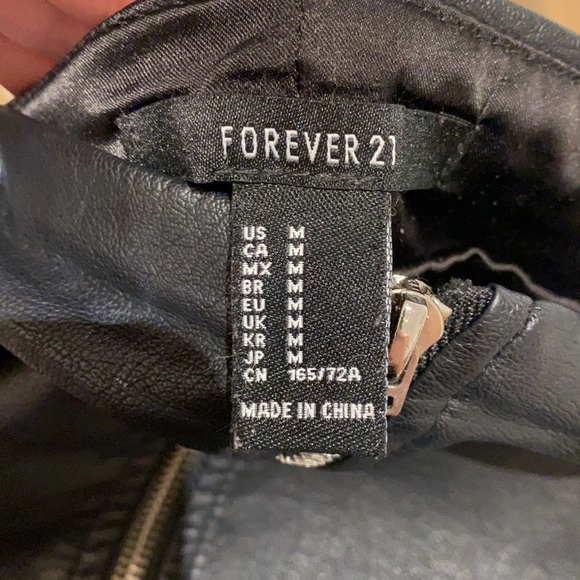 FOREVER 21
US M
CA M
MX M
BR M
EU M
UK M
KR M
JP M
CN 165/72A
MADE IN CHINA